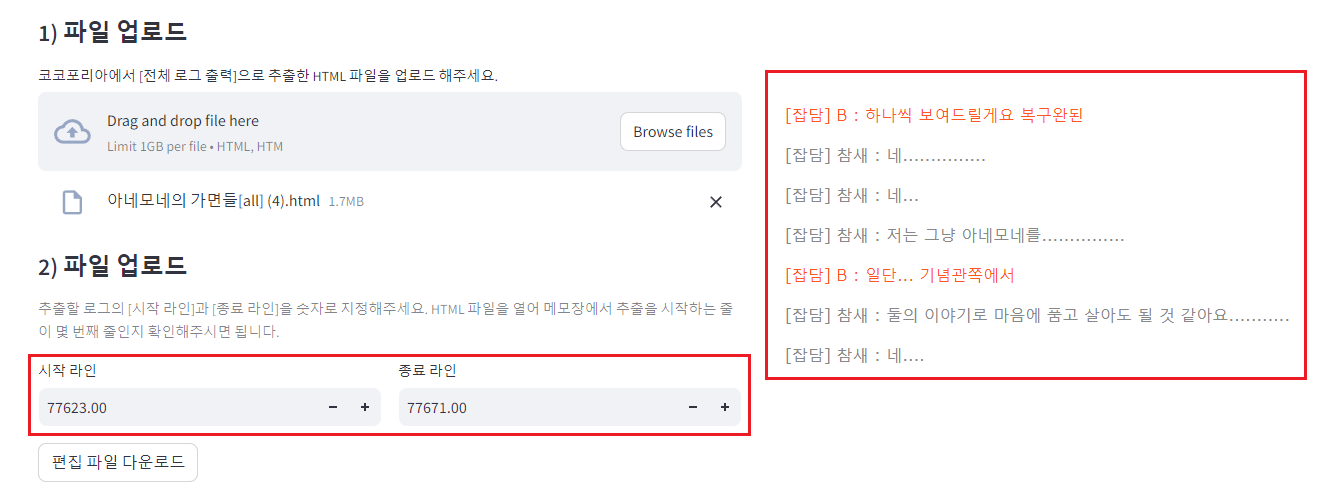 1) 파일 업로드
코코포리아에서 [전체 로그 출력]으로 추출한 HTML 파일을 업로드 해주세요.
Drag and drop file here
Limit 1GB per file • HTML, HTM
Browse files
아네모네의 가면들[all] (4).html 1.7MB
2) 파일 업로드
추출할 로그의 [시작 라인]과 [종료 라인]을 숫자로 지정해주세요. HTML 파일을 열어 메모장에서 추출을 시작하는 줄
이 몇 번째 줄인지 확인해주시면 됩니다.
시작 라인
77623.00
종료 라인
77671.00
편집 파일 다운로드
[잡담] B : 하나씩 보여드릴게요 복구완된
[잡담] 참새 : 네...............
[잡담] 참새 : 네...
[잡담] 참새 : 저는 그냥 아네모네를...............
[잡담] B : 일단... 기념관쪽에서
[잡담] 참새 : 둘의 이야기로 마음에 품고 살아도 될 것 같아요...........
[잡담] 참새 : 네....